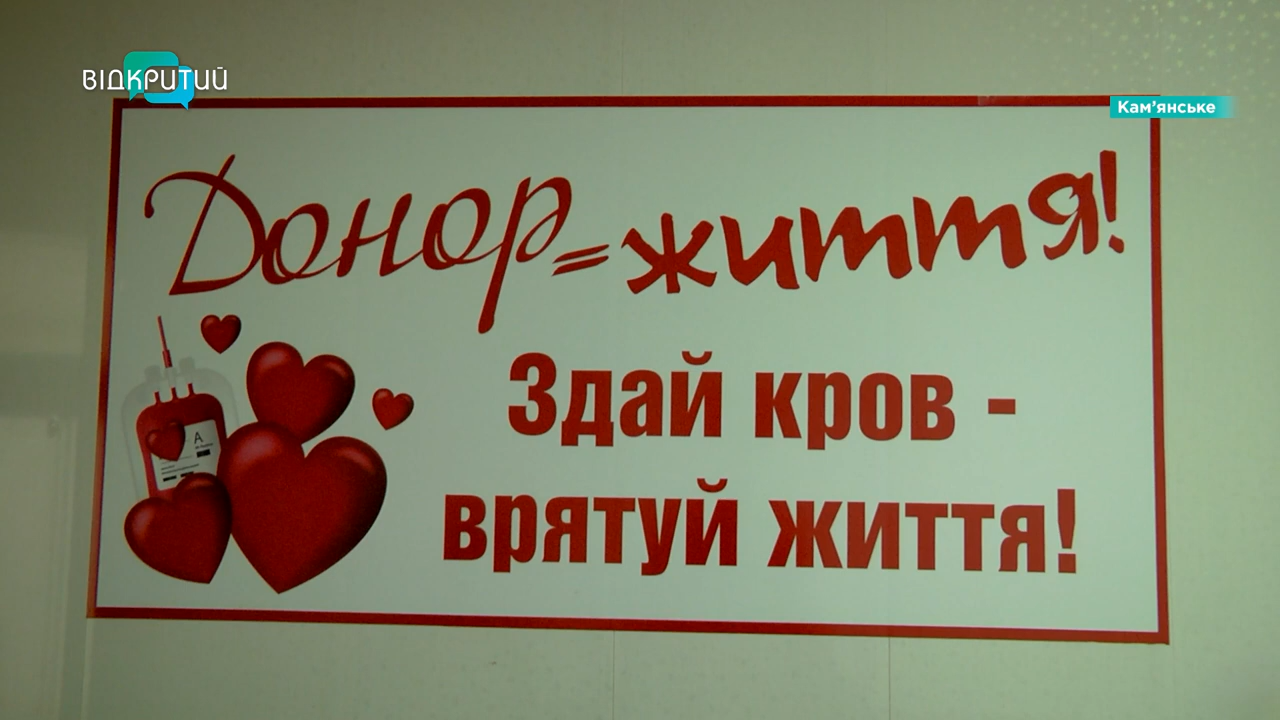 ВІДКРИТИЙ
Кам'янське
Донор = життя!
Здай кров -
врятуй життя!
А